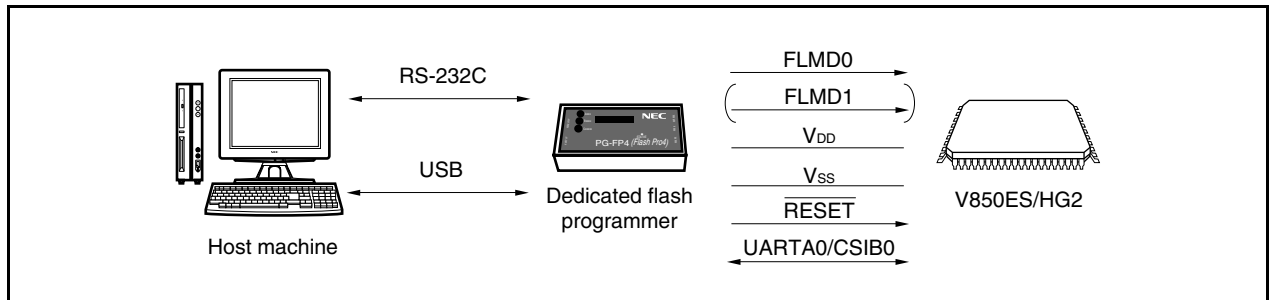 RS-232C
USB
Host machine
NEC
PG-FP4 (Flash Pro4)
Dedicated flash
programmer
FLMD0
FLMD1
VDD
VSS
RESET
UARTA0/CSIB0
V850ES/HG2